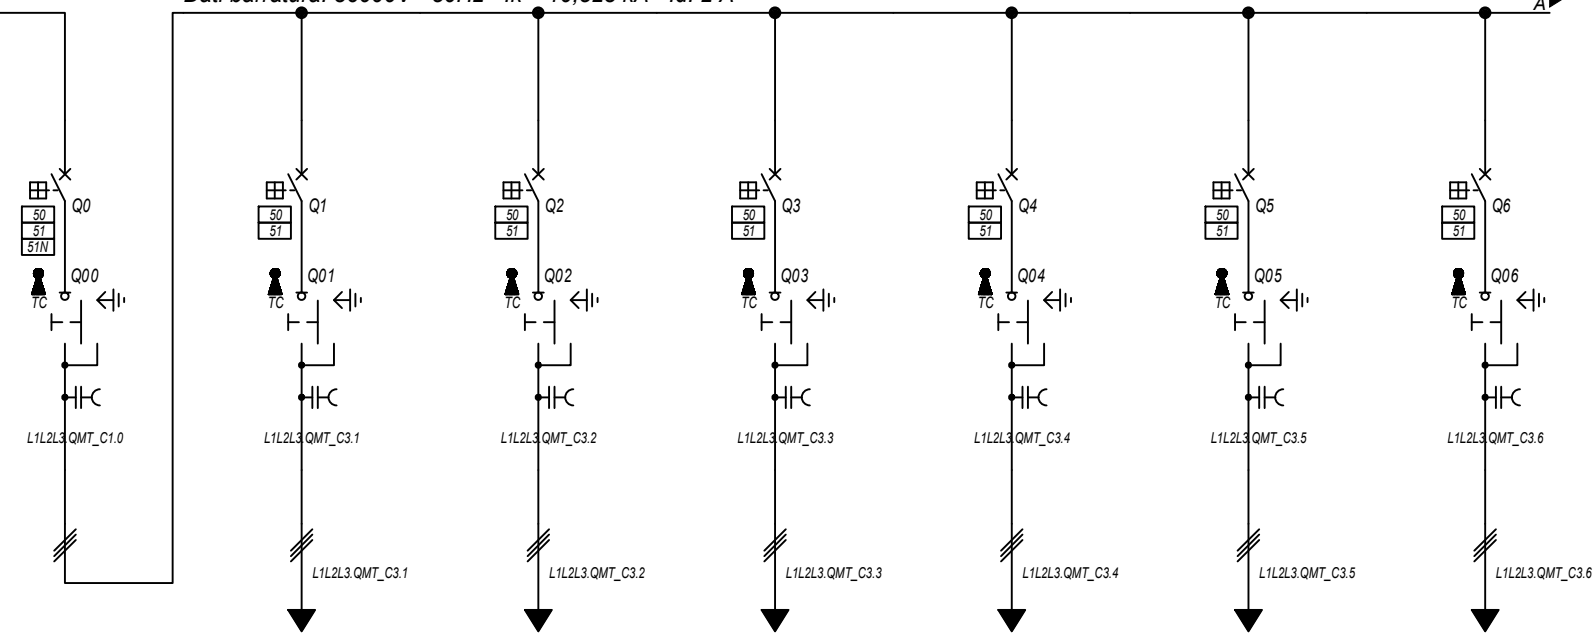 A
Q0 Q1 Q2 Q3 Q4 Q5 Q6
50 50 50 50 50 50 50
51 51 51 51 51 51 51
51N
Q00 Q01 Q02 Q03 Q04 Q05 Q06
TC TC TC TC TC TC TC
L1L2L3.QMT_C1.0 L1L2L3.QMT_C3.1 L1L2L3.QMT_C3.2 L1L2L3.QMT_C3.3 L1L2L3.QMT_C3.4 L1L2L3.QMT_C3.5 L1L2L3.QMT_C3.6
L1L2L3.QMT_C3.1 L1L2L3.QMT_C3.2 L1L2L3.QMT_C3.3 L1L2L3.QMT_C3.4 L1L2L3.QMT_C3.5 L1L2L3.QMT_C3.6